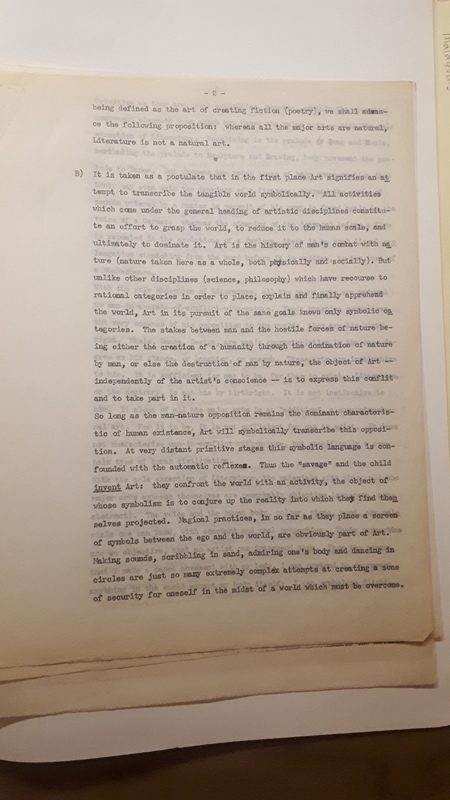 - 2 -
being defined as the art of creating fiction (poetry), we shall advan-
ce the following proposition: whereas all the major arts are natural,
Literature is not a natural art.
*
B) It is taken as a postulate that in the first place Art signifies an at
tempt to transcribe the tangible world symbolically. All activities
which come under the general heading of artistic disciplines constitu-
te an effort to grasp the world, to reduce it to the human scale, and
ultimately to dominate it. Art is the history of man's combat with na
ture (nature taken here as a whole, both physically and socially). But
unlike other disciplines (science, philosophy) which have recourse to
rational categories in order to place, explain and finally apprehend
the world, Art in its pursuit of the same goals knows only symbolic ca
tegories. The stakes between man and the hostile forces of nature be-
ing either the creation of a humanity through the domination of nature
by man, or else the destruction of man by nature, the object of Art --
independently of the artist's conscience -- is to express this conflict
and to take part in it.
So long as the man-nature opposition remains the dominant characteris-
tic of human existence, Art will symbolically transcribe this opposi-
tion. At very distant primitive stages this symbolic language is con-
founded with the automatic reflexes. Thus the "savage" and the child
invent Art: they confront the world with an activity, the object of
whose symbolism is to conjure up the reality into which they find them
selves projected. Magical practices, in so far as they place a screen
of symbols between the ego and the world, are obviously part of Art.
Making sounds, scribbling in sand, admiring one's body and dancing in
circles are just so many extremely complex attempts at creating a some
of security for oneself in the midst of a world which must be overcome.